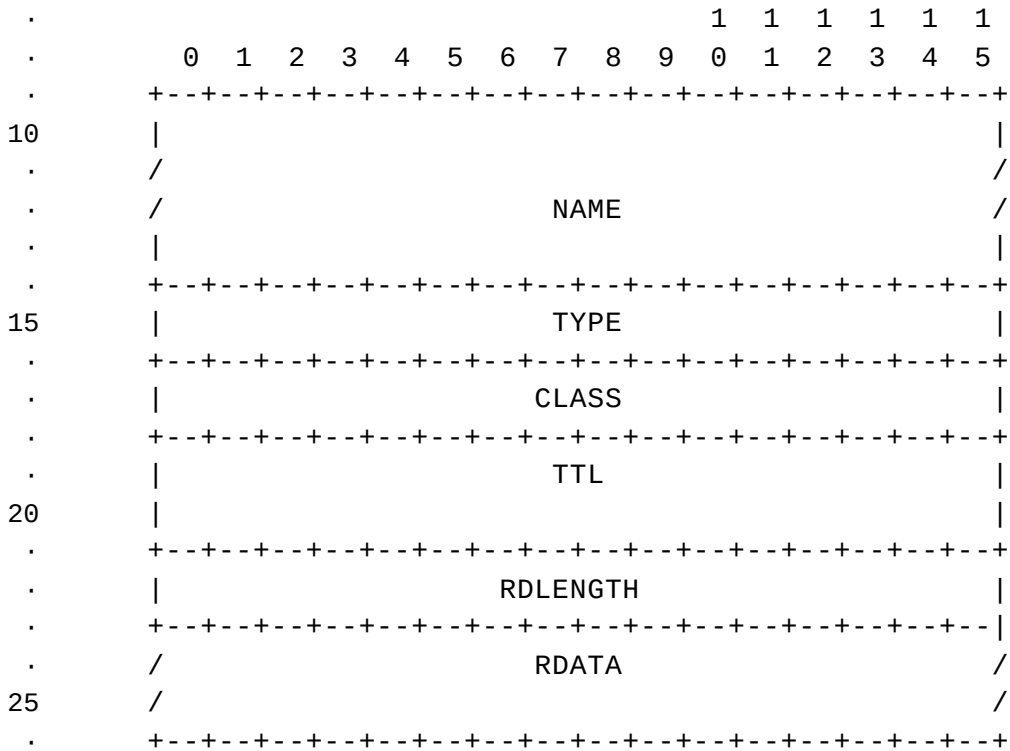 ·                                      1  1  1  1  1  1
·         0  1  2  3  4  5  6  7  8  9  0  1  2  3  4  5
·       +--+--+--+--+--+--+--+--+--+--+--+--+--+--+--+--+
10      |                                               |
·       /                                               /
·       /                      NAME                     /
·       |                                               |
·       +--+--+--+--+--+--+--+--+--+--+--+--+--+--+--+--+
15      |                      TYPE                     |
·       +--+--+--+--+--+--+--+--+--+--+--+--+--+--+--+--+
·       |                     CLASS                     |
·       +--+--+--+--+--+--+--+--+--+--+--+--+--+--+--+--+
·       |                      TTL                      |
20      |                                               |
·       +--+--+--+--+--+--+--+--+--+--+--+--+--+--+--+--+
·       |                   RDLENGTH                    |
·       +--+--+--+--+--+--+--+--+--+--+--+--+--+--+--+--|
·       /                     RDATA                     /
25      /                                               /
·       +--+--+--+--+--+--+--+--+--+--+--+--+--+--+--+--+